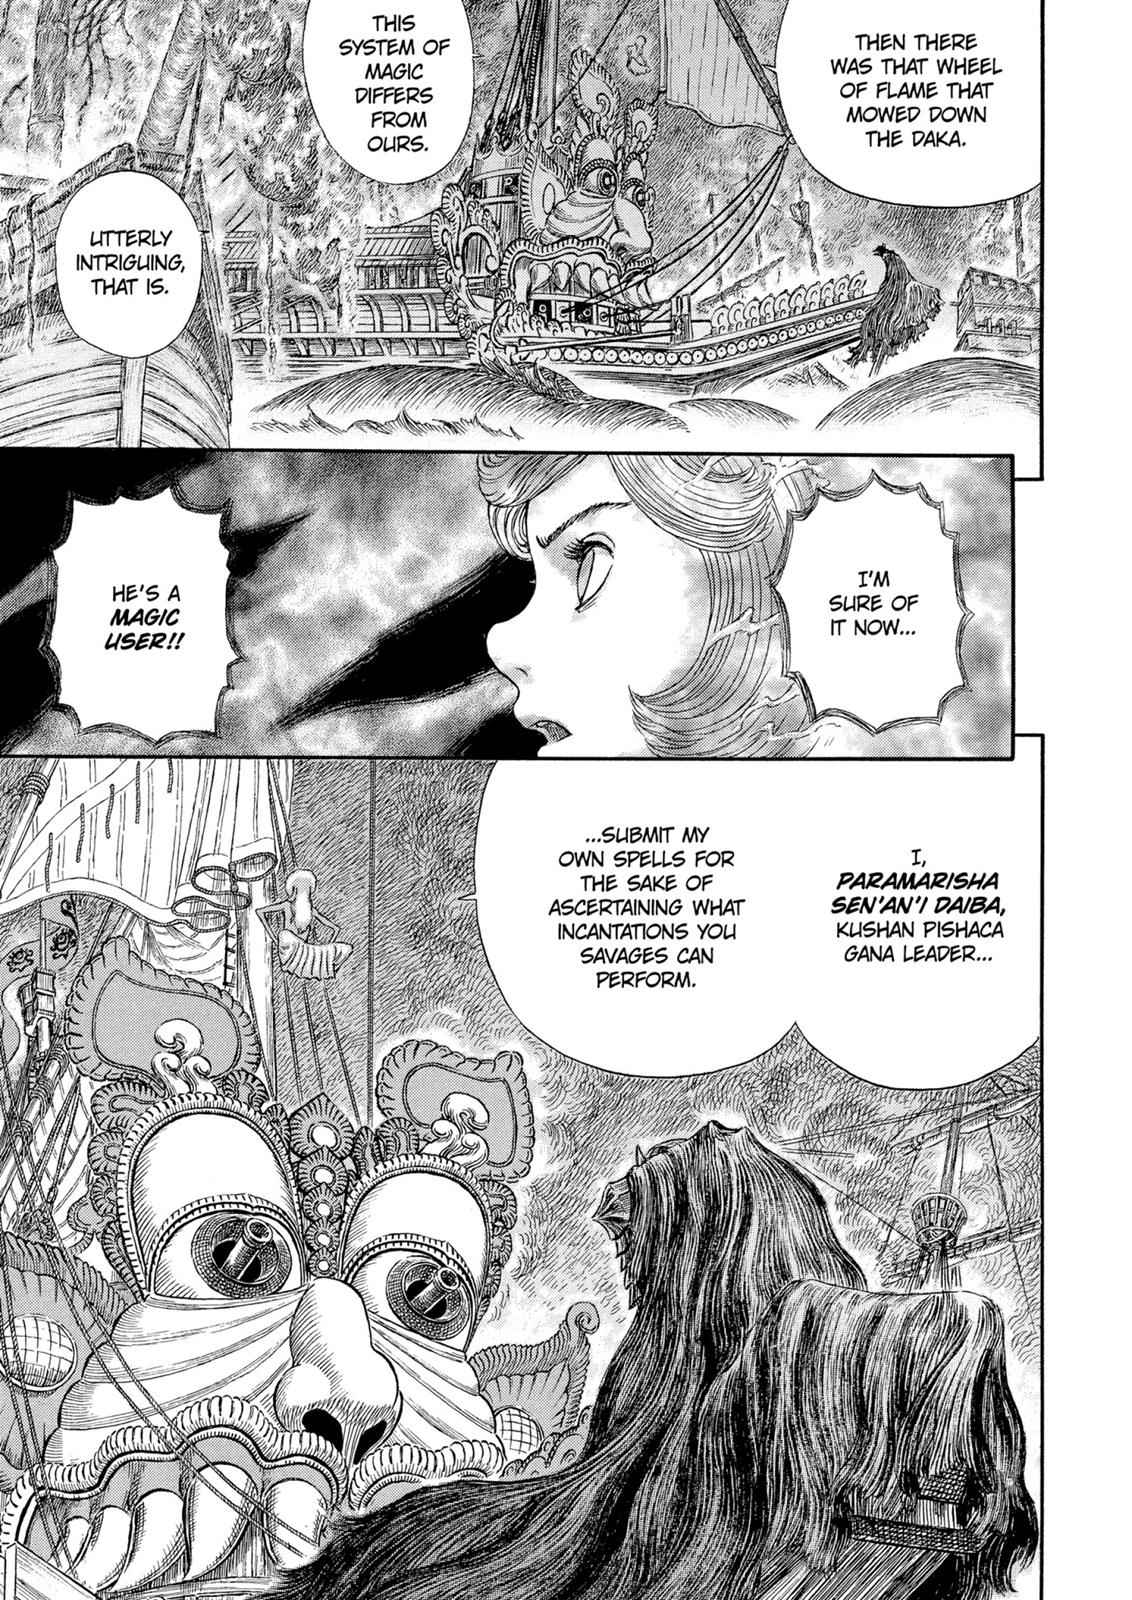 THEN THERE
WAS THAT WHEEL
OF FLAME THAT
MOWED DOWN
THE DAKA.
THIS
SYSTEM OF
MAGIC
DIFFERS
FROM
OURS.
UTTERLY
INTRIGUING,
THAT IS.
I'M
SURE OF
IT NOW...
HE'S A
MAGIC
USER!!
I,
PARAMARISHA
SEN'AN'I DAIBA,
KUSHAN PISHACA
GANA LEADER...
...SUBMIT MY
OWN SPELLS FOR
THE SAKE OF
ASCERTAINING WHAT
INCANTATIONS YOU
SAVAGES CAN
PERFORM.